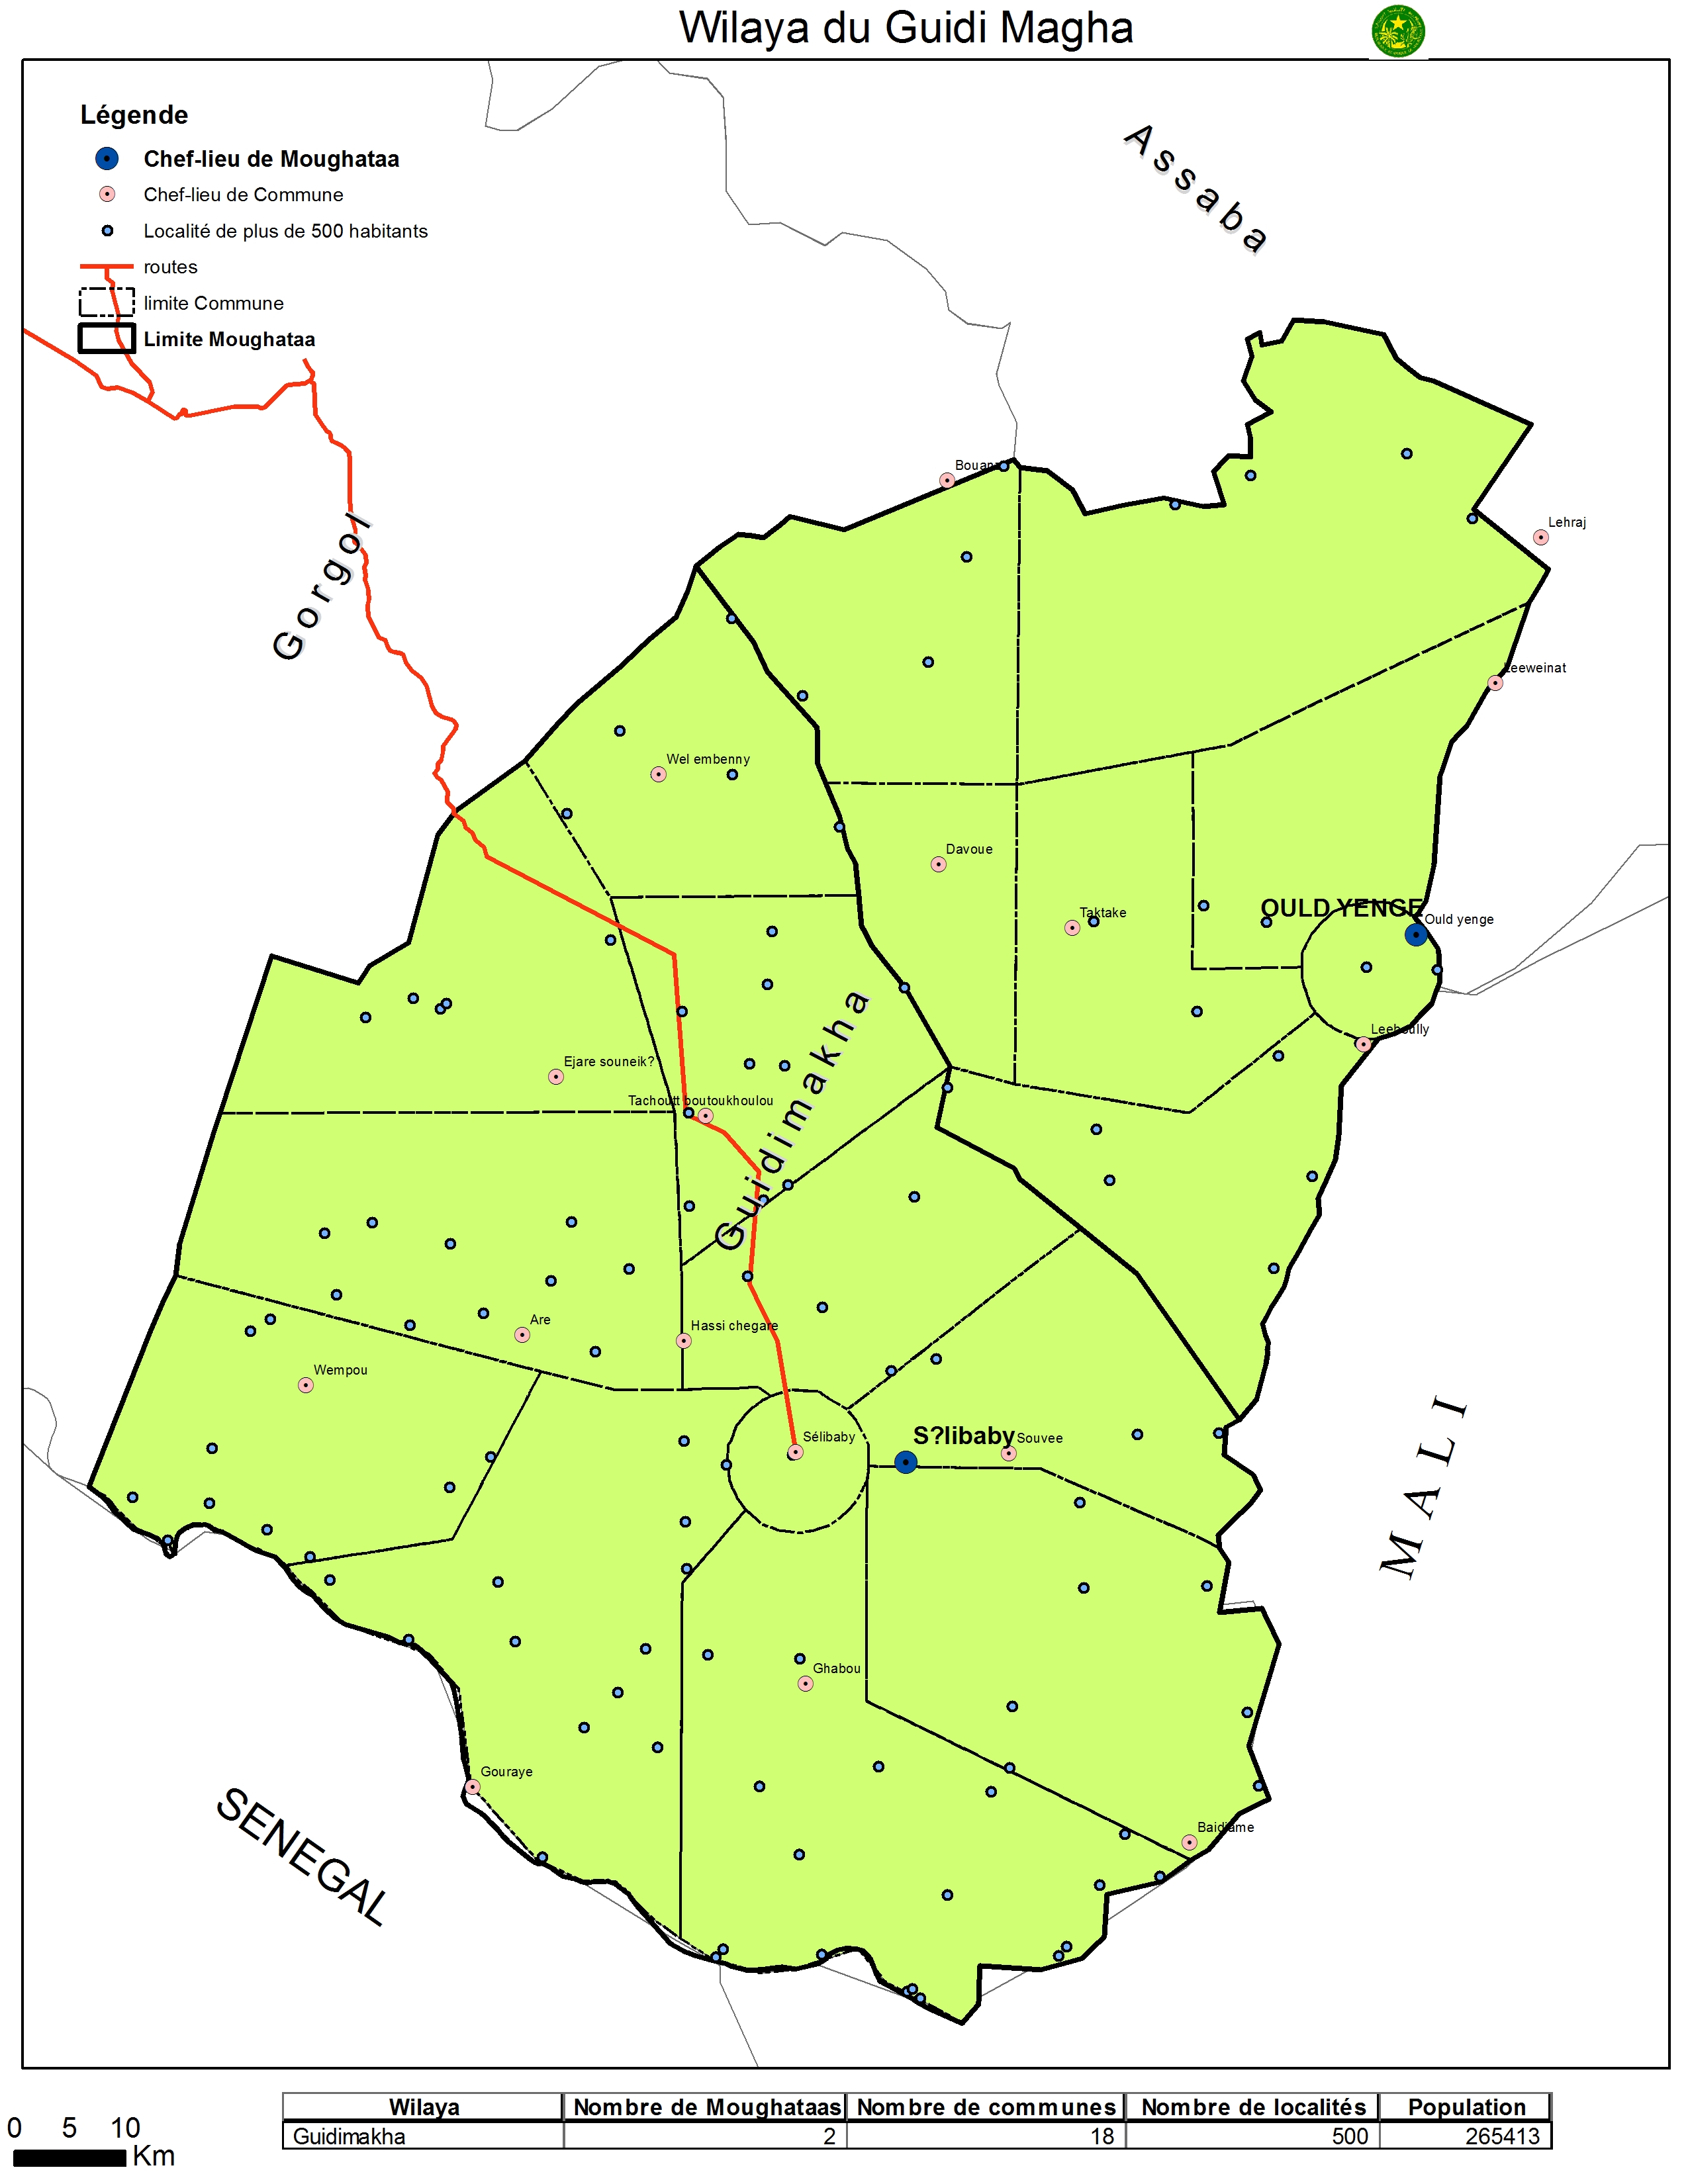 Wilaya du Guidi Magha
Légende
Chef-lieu de Moughataa
Chef-lieu de Commune
Localité de plus de 500 habitants
routes
limite Commune
Limite Moughataa
Assaba
Gorgol
Lehraj
Leeweinat
Wel embenny
Davoue
Taktake
OULD YENGE
Ould yenge
Leeboully
Ejare souneik?
Tachoutt boutoukhoulou
Guidimakha
Are
Hassi chegare
Wempou
S?libaby
Sélibaby
Souvee
MALI
Ghabou
Gouraye
Baidiame
SENEGAL
0 5 10
Km
Wilaya Nombre de Moughataas Nombre de communes Nombre de localités Population
Guidimakha 2 18 500 265413